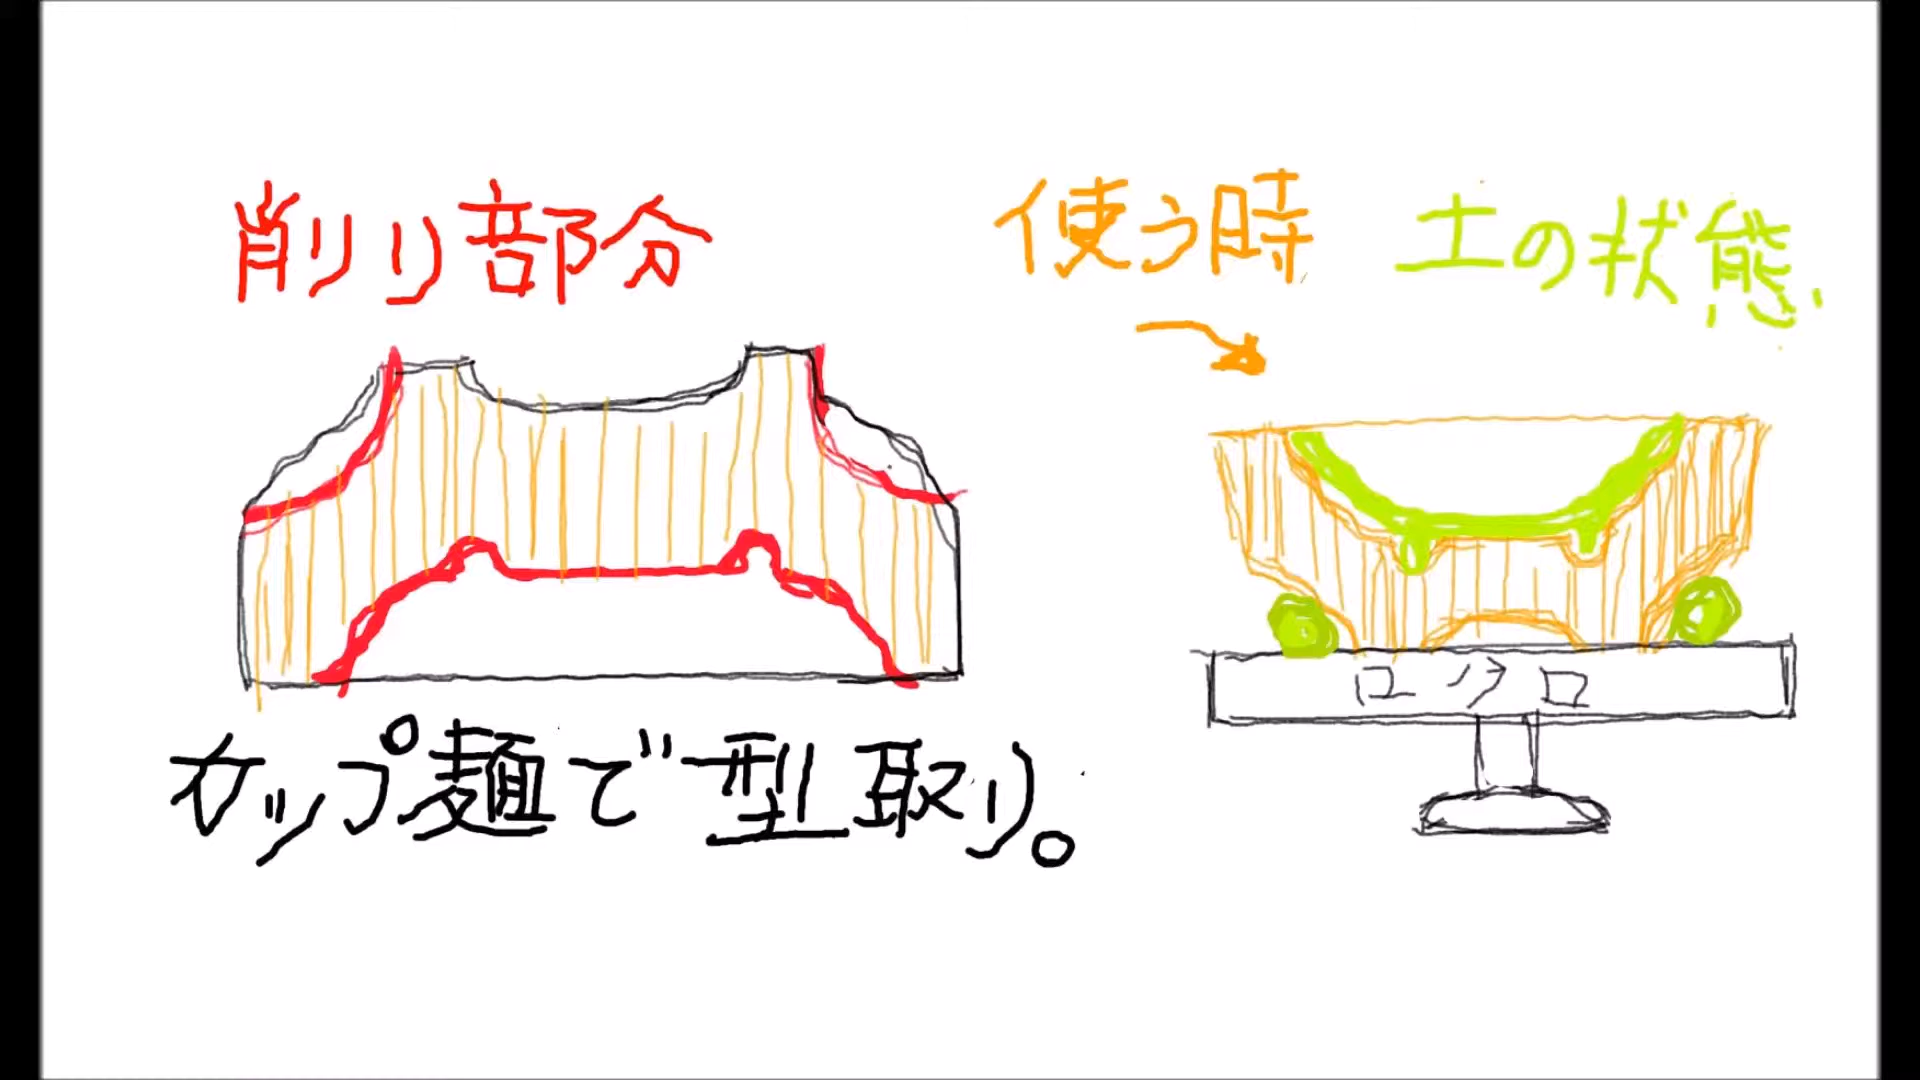 削り部分
使う時
土の状態
ロクロ
カップ麺で型取り。